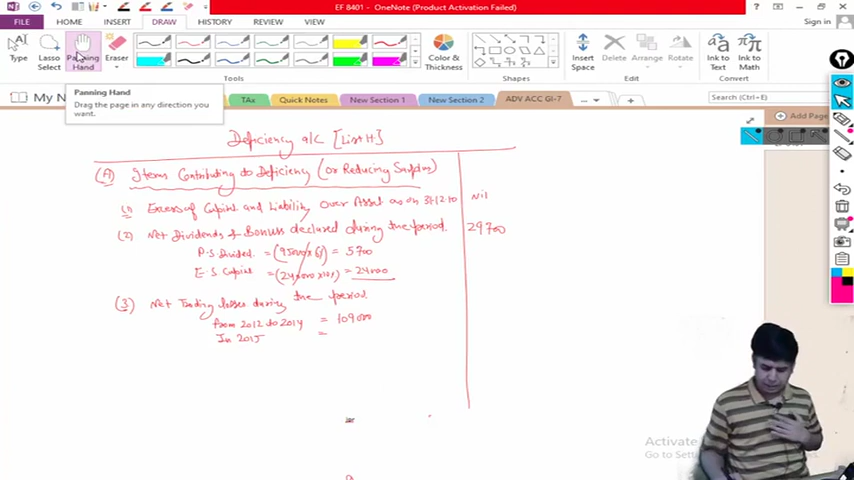 EF 8401 - OneNote (Product Activation Failed)
FILE HOME INSERT DRAW HISTORY REVIEW VIEW Sign in
Type Lasso Select Panning Hand Eraser Color & Thickness Insert Space Delete Arrange Rotate Ink to Text Ink to Math
Tools Shapes Edit Convert
My N TAx Quick Notes New Section 1 New Section 2 ADV ACC GI-7 Search (Ctrl+E)
Panning Hand
Drag the page in any direction you want.
Add Page
Deficiency a/c [List H]
(A) Items Contributing to Deficiency (or Reducing Surplus)
(1) Excess of Capital and Liability over Asset as on 31-12-10 Nil
(2) Net Dividends & Bonus declared during the period. 29700
P.S Divided = = 5700
E.S Capital = = 24000
(3) Net Trading losses during the period.
from 2012 to 2014 = 109000
In 2015 =
Activate
Go to Setti